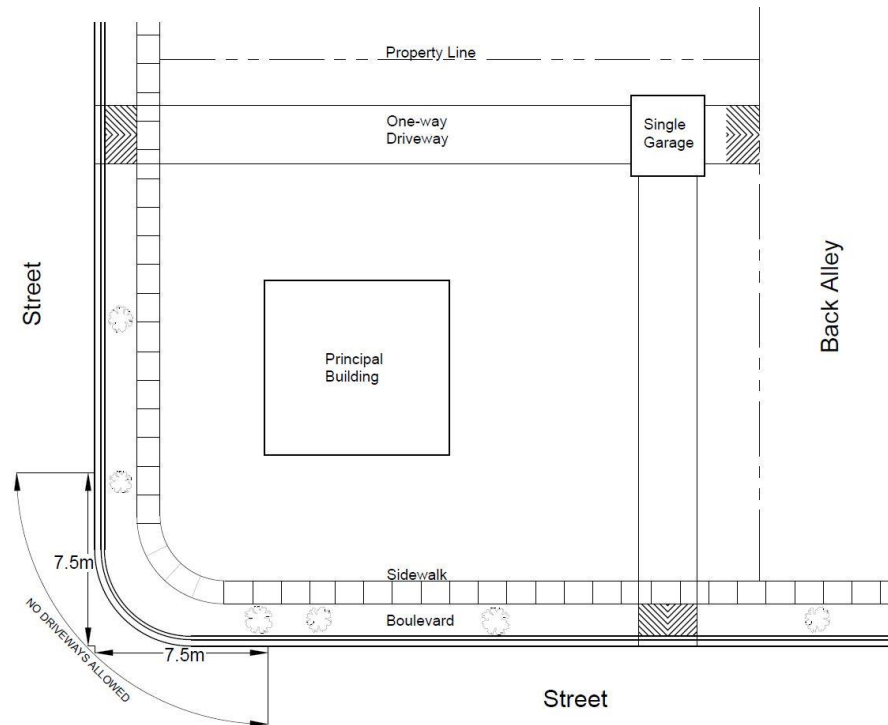 Property Line
One-way
Driveway
Single
Garage
Street
Back Alley
Principal
Building
7.5m
NO DRIVEWAYS ALLOWED
Sidewalk
Boulevard
7.5m
Street